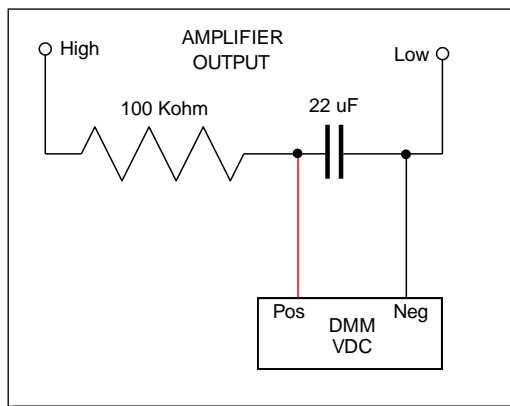 High
AMPLIFIER
OUTPUT
Low
100 Kohm
22 uF
Pos
Neg
DMM
VDC